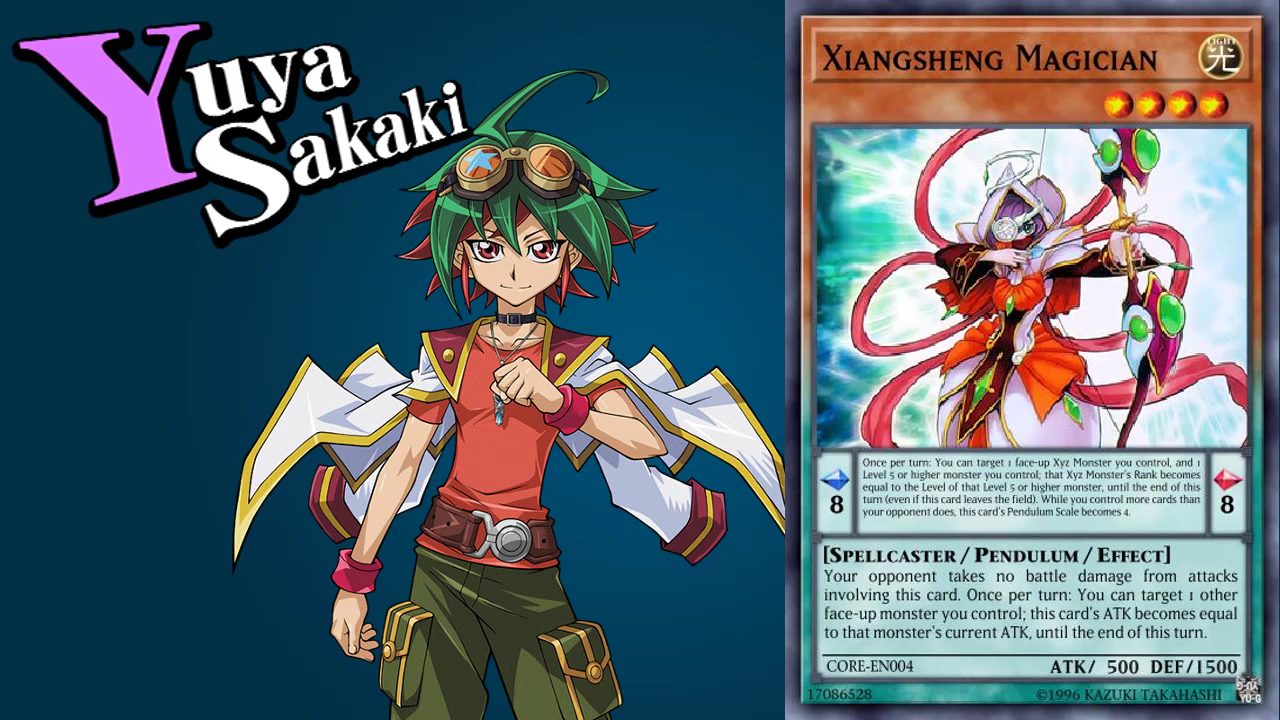 Yuya
Sakaki
XIANGSHENG MAGICIAN
LIGHT
光
Once per turn: You can target 1 face-up Xyz Monster you control, and 1
Level 5 or higher monster you control; that Xyz Monster's Rank becomes
equal to the Level of that Level 5 or higher monster, until the end of this
turn (even if this card leaves the field). While you control more cards than
your opponent does, this card's Pendulum Scale becomes 4.
8
8
[SPELLCASTER / PENDULUM / EFFECT]
Your opponent takes no battle damage from attacks
involving this card. Once per turn: You can target 1 other
face-up monster you control; this card's ATK becomes equal
to that monster's current ATK, until the end of this turn.
CORE-EN004
ATK/ 500 DEF/1500
17086528
©1996 KAZUKI TAKAHASHI